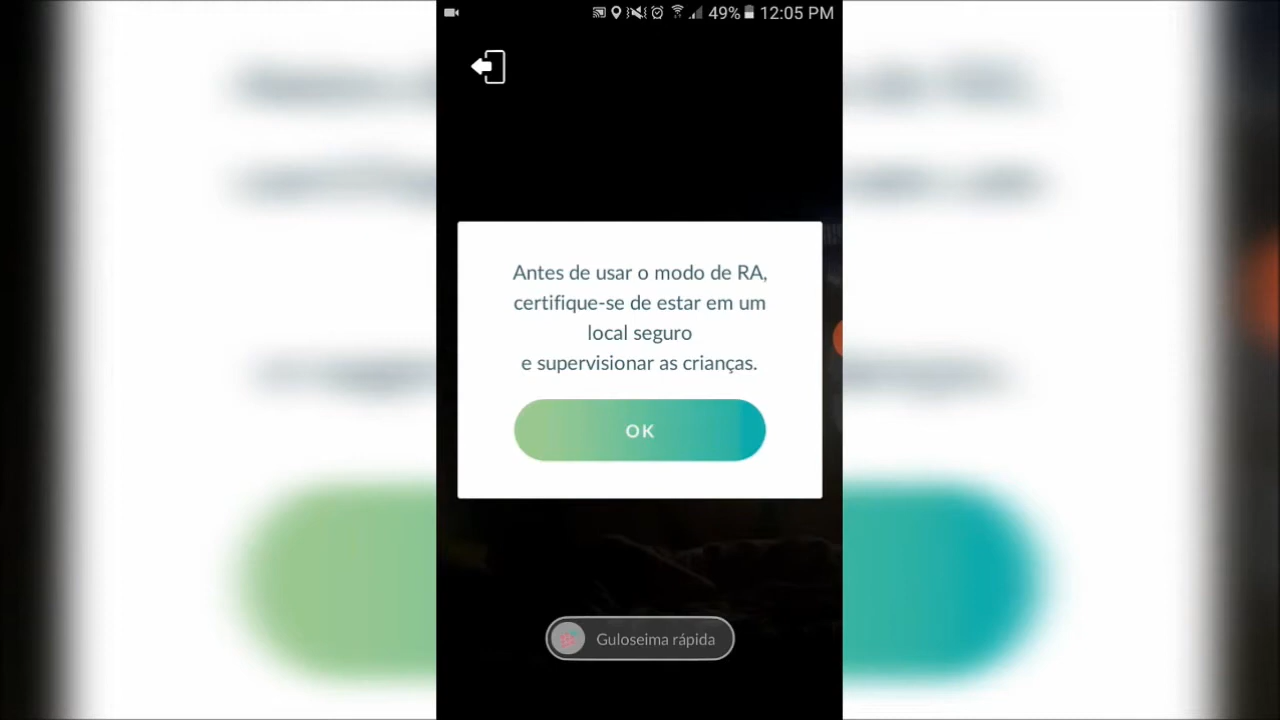 49% 12:05 PM
Antes de usar o modo de RA,
certifique-se de estar em um
local seguro
e supervisionar as crianças.
OK
Guloseima rápida